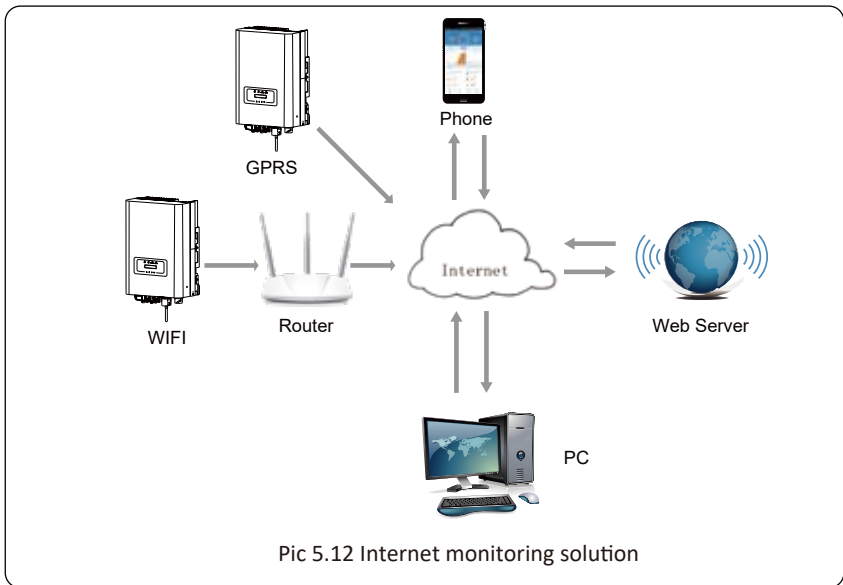 Phone
GPRS
Internet
WIFI
Router
Web Server
PC
Pic 5.12 Internet monitoring solution